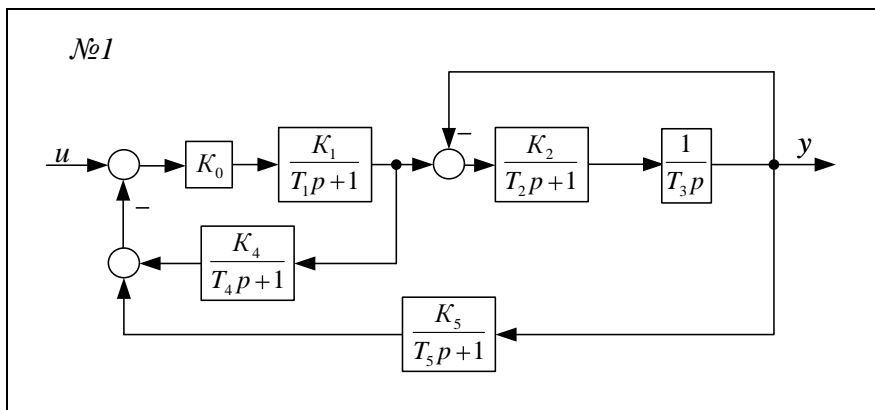 №1
u
K₀
K₁
T₁p+1
−
K₂
T₂p+1
1
T₃p
y
−
K₄
T₄p+1
K₅
T₅p+1